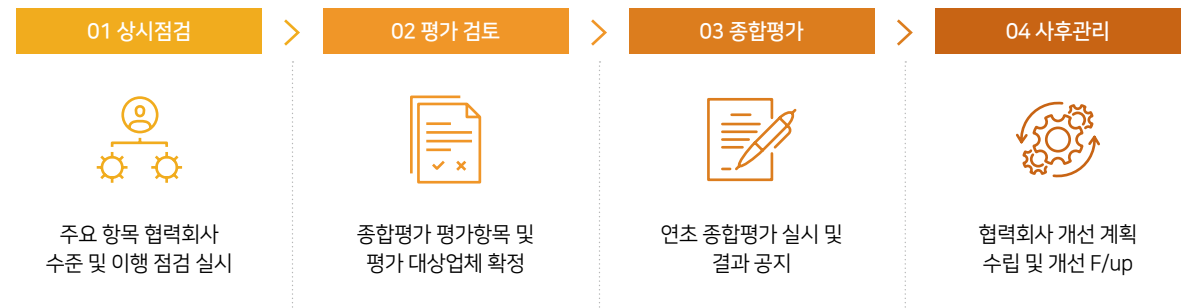 01 상시점검
주요 항목 협력회사
수준 및 이행 점검 실시
02 평가 검토
종합평가 평가항목 및
평가 대상업체 확정
03 종합평가
연초 종합평가 실시 및
결과 공지
04 사후관리
협력회사 개선 계획
수립 및 개선 F/up